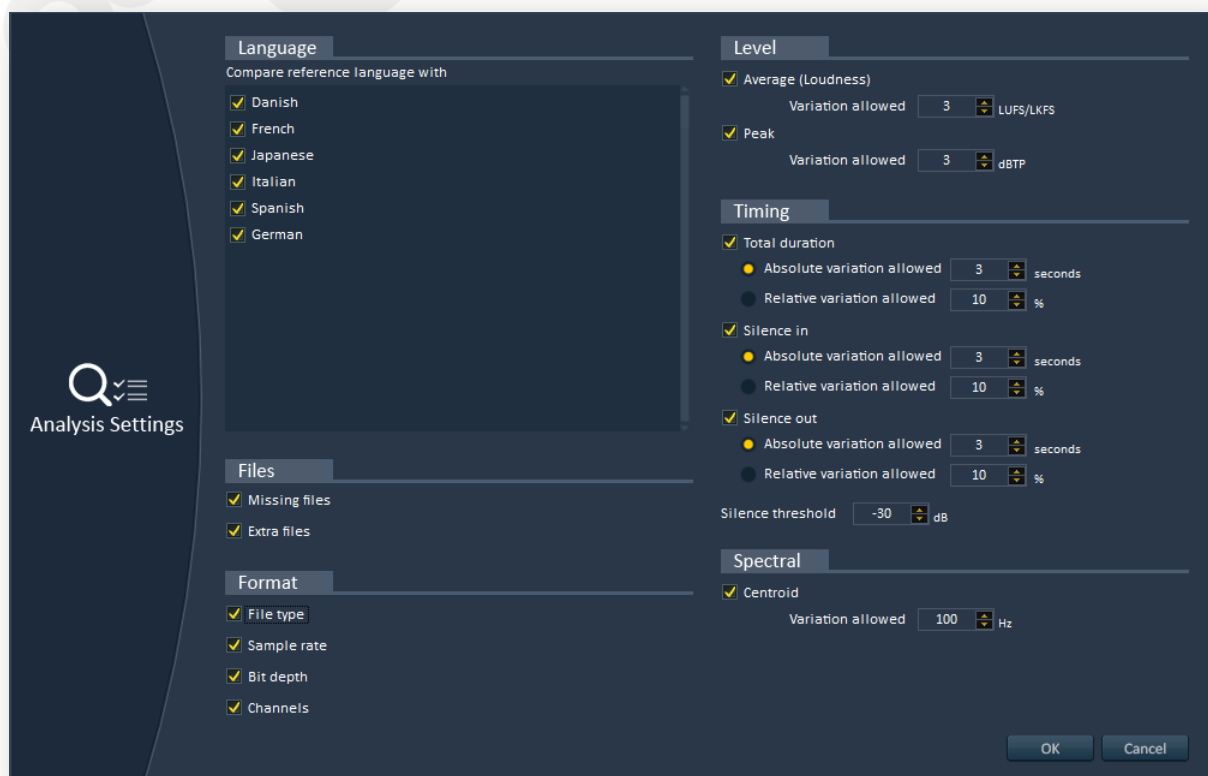 Analysis Settings
Language
Compare reference language with
Danish
French
Japanese
Italian
Spanish
German
Files
Missing files
Extra files
Format
File type
Sample rate
Bit depth
Channels
Level
Average (Loudness)
Variation allowed 3 LUFS/LKFS
Peak
Variation allowed 3 dBTP
Timing
Total duration
Absolute variation allowed 3 seconds
Relative variation allowed 10 %
Silence in
Absolute variation allowed 3 seconds
Relative variation allowed 10 %
Silence out
Absolute variation allowed 3 seconds
Relative variation allowed 10 %
Silence threshold -30 dB
Spectral
Centroid
Variation allowed 100 Hz
OK Cancel